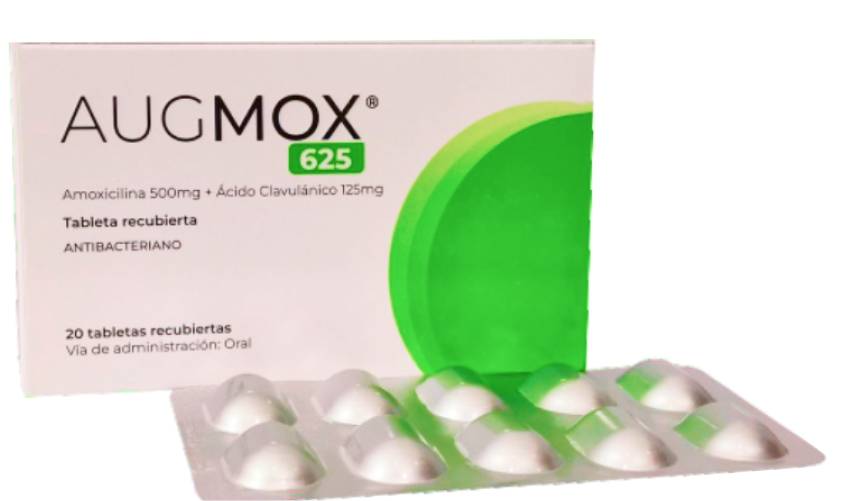 AUGMOX®
625
Amoxicilina 500mg + Ácido Clavulánico 125mg
Tableta recubierta
ANTIBACTERIANO
20 tabletas recubiertas
Vía de administración: Oral